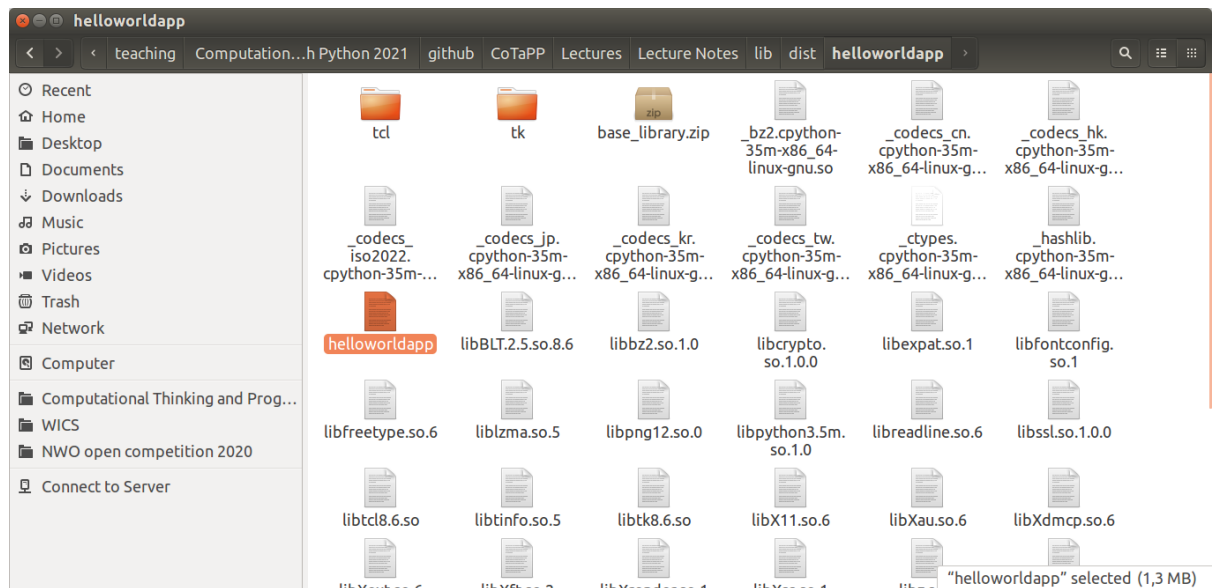 helloworldapp
teaching Computation...h Python 2021 github CoTaPP Lectures Lecture Notes lib dist helloworldapp
Recent
Home
Desktop
Documents
Downloads
Music
Pictures
Videos
Trash
Network
Computer
Computational Thinking and Prog...
WICS
NWO open competition 2020
Connect to Server
tcl
tk
zip
base_library.zip
_bz2.cpython-
35m-x86_64-
linux-gnu.so
_codecs_cn.
cpython-35m-
x86_64-linux-g...
_codecs_hk.
cpython-35m-
x86_64-linux-g...
_codecs_
iso2022.
cpython-35m-...
_codecs_jp.
cpython-35m-
x86_64-linux-g...
_codecs_kr.
cpython-35m-
x86_64-linux-g...
_codecs_tw.
cpython-35m-
x86_64-linux-g...
_ctypes.
cpython-35m-
x86_64-linux-g...
_hashlib.
cpython-35m-
x86_64-linux-g...
helloworldapp
libBLT.2.5.so.8.6
libbz2.so.1.0
libcrypto.
so.1.0.0
libexpat.so.1
libfontconfig.
so.1
libfreetype.so.6
liblzma.so.5
libpng12.so.0
libpython3.5m.
so.1.0
libreadline.so.6
libssl.so.1.0.0
libtcl8.6.so
libtinfo.so.5
libtk8.6.so
libX11.so.6
libXau.so.6
libXdmcp.so.6
"helloworldapp" selected (1,3 MB)